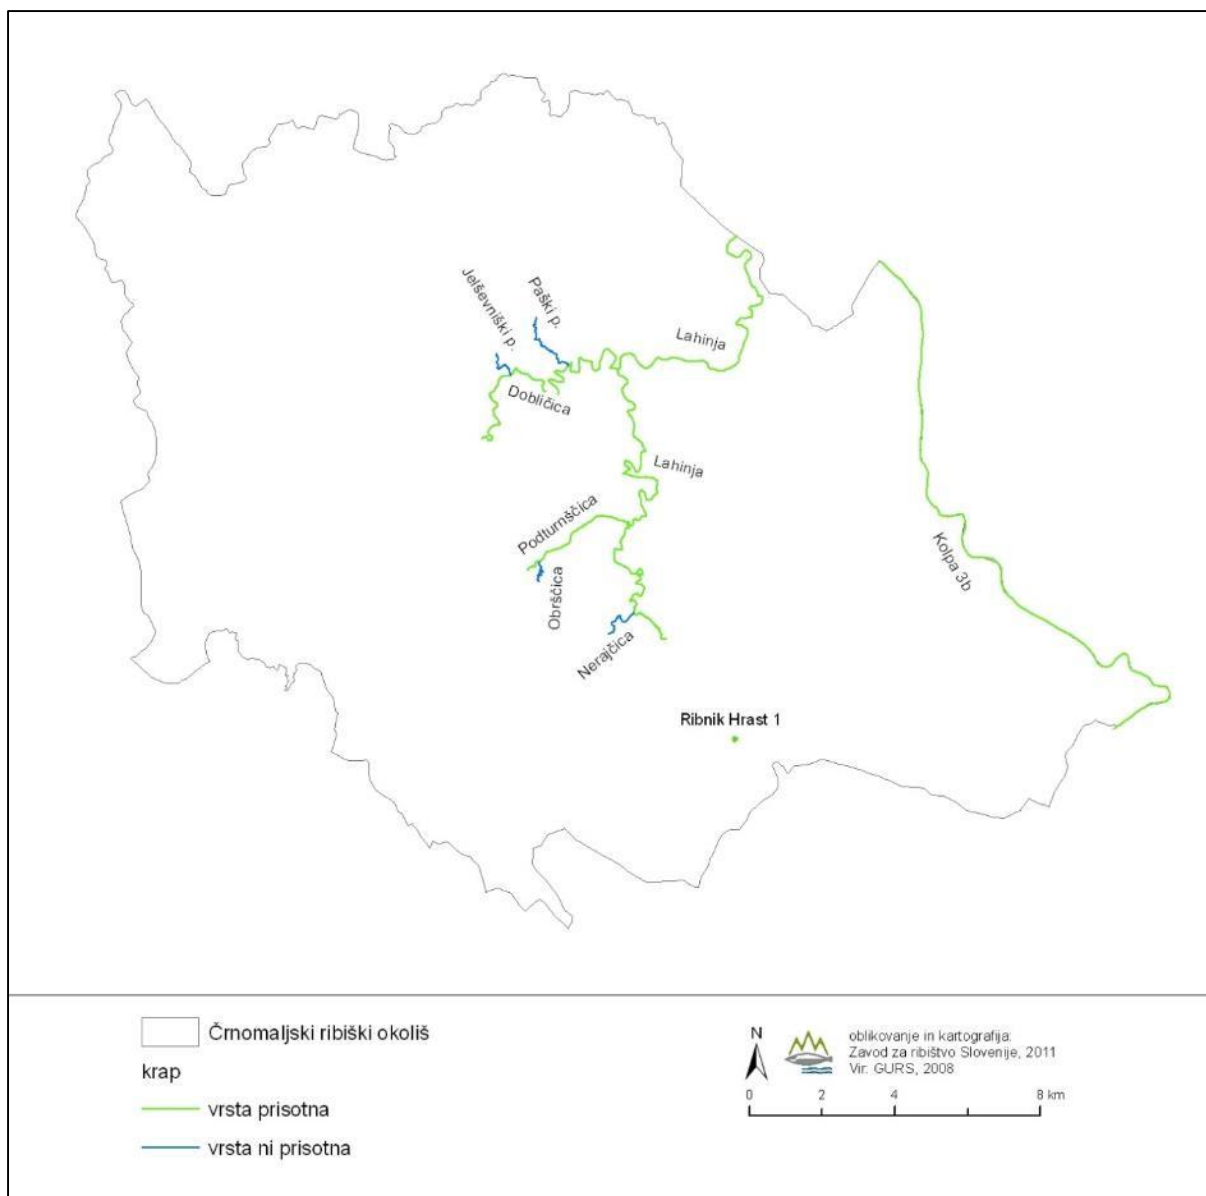 Jelševniški p.
Paški p.
Lahinja
Dobličica
Lahinja
Podturnščica
Obrščica
Nerajčica
Kolpa 3b
Ribnik Hrast 1
Črnomaljski ribiški okoliš
krap
vrsta prisotna
vrsta ni prisotna
N
oblikovanje in kartografija:
Zavod za ribištvo Slovenije, 2011
Vir: GURS, 2008
0 2 4 8 km